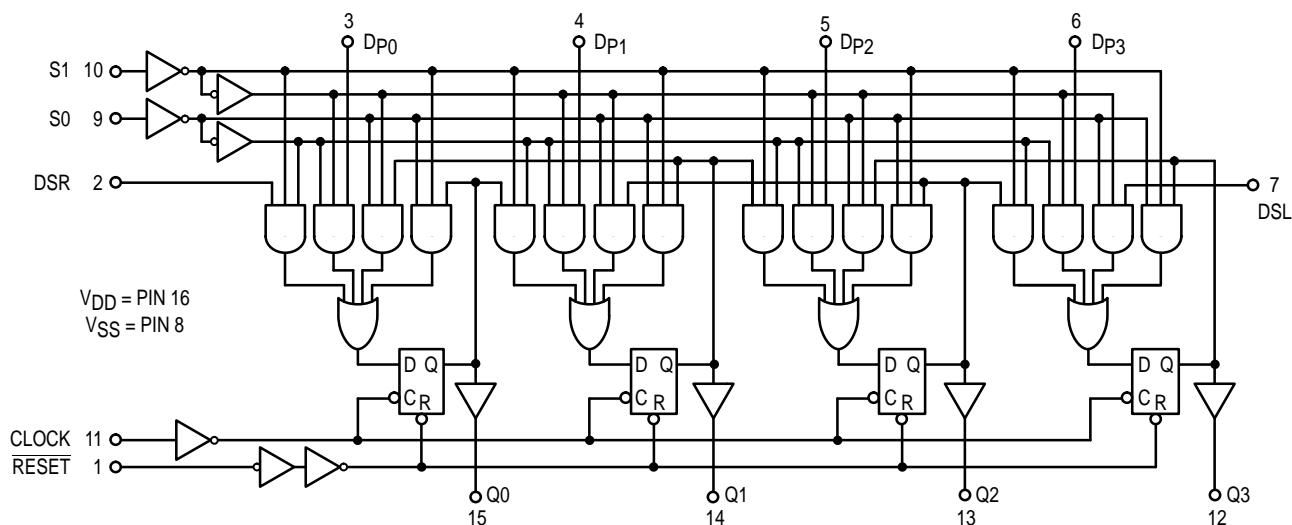 3 4 5 6
DP0 DP1 DP2 DP3
S1 10
S0 9
DSR 2
7
DSL
VDD = PIN 16
VSS = PIN 8
D Q D Q D Q D Q
C R C R C R C R
CLOCK 11
RESET 1
Q0 Q1 Q2 Q3
15 14 13 12